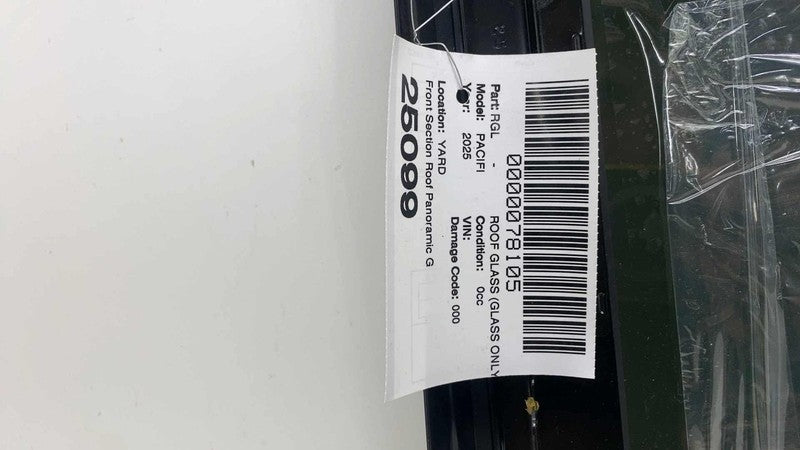 0000078105
Part: RGL - ROOF GLASS (GLASS ONLY
Model: PACIFI Condition: 0cc
Year: 2025 VIN:
Damage Code: 000
Location: YARD
Front Section Roof Panoramic G
25099